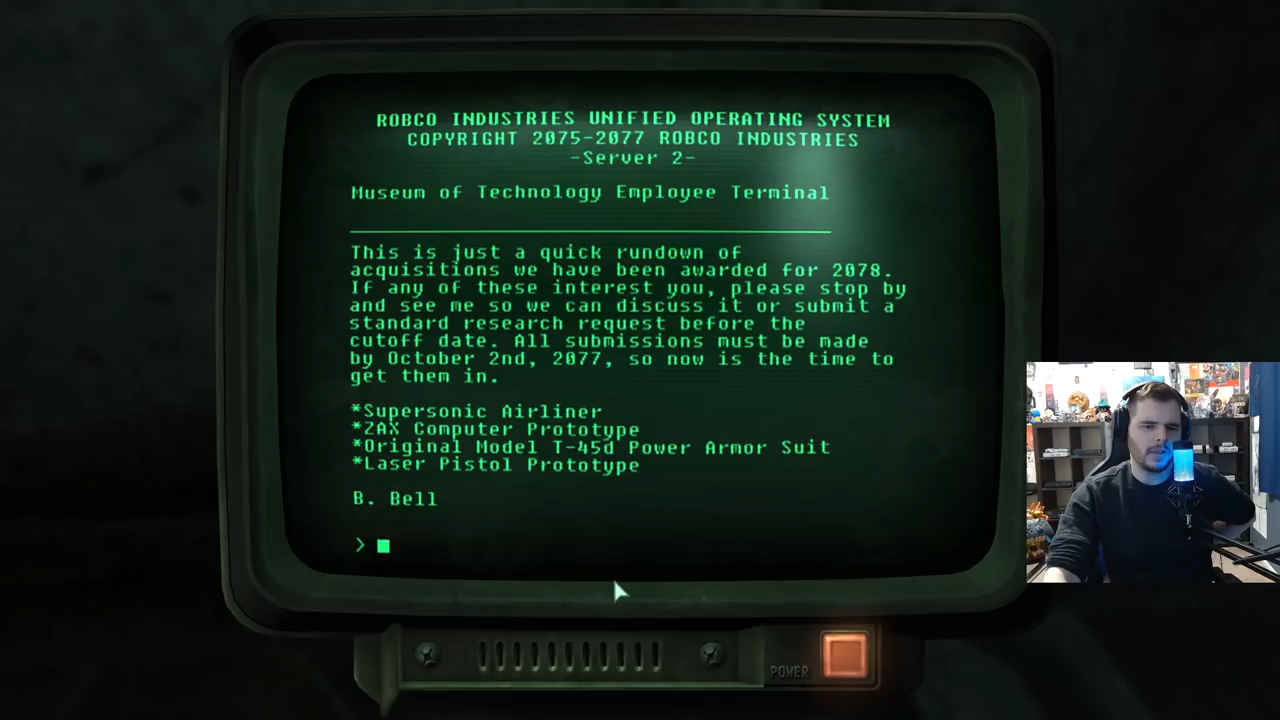 ROBCO INDUSTRIES UNIFIED OPERATING SYSTEM
COPYRIGHT 2075-2077 ROBCO INDUSTRIES
-Server 2-
Museum of Technology Employee Terminal
This is just a quick rundown of
acquisitions we have been awarded for 2078.
If any of these interest you, please stop by
and see me so we can discuss it or submit a
standard research request before the
cutoff date. All submissions must be made
by October 2nd, 2077, so now is the time to
get them in.
*Supersonic Airliner
*ZAX Computer Prototype
*Original Model T-45d Power Armor Suit
*Laser Pistol Prototype
B. Bell
>
POWER